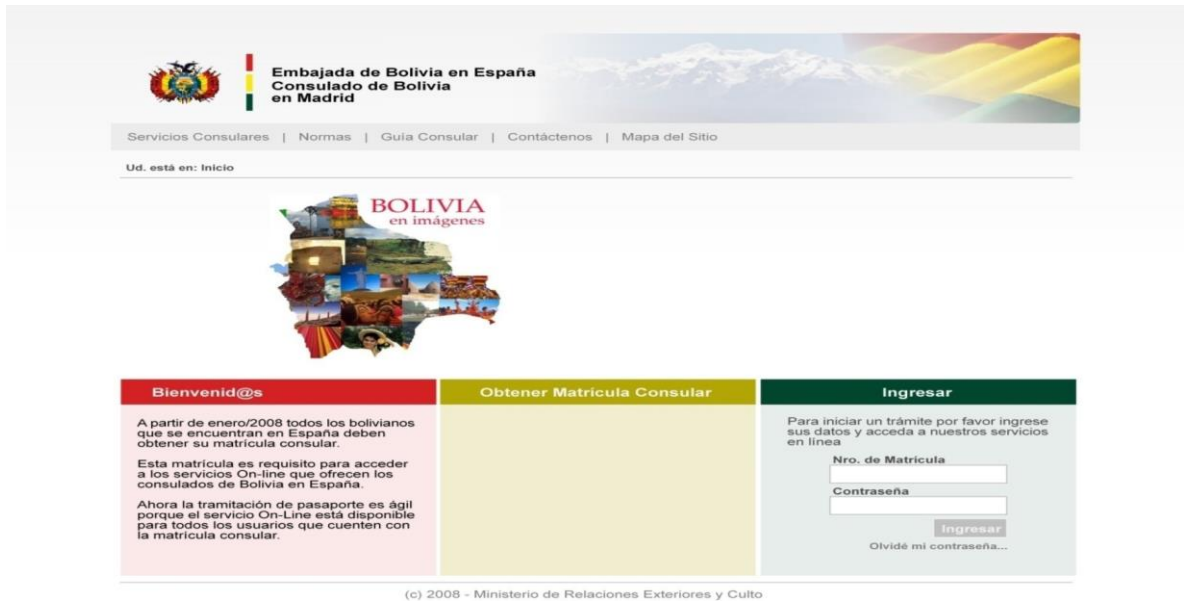 Embajada de Bolivia en España
Consulado de Bolivia
en Madrid
Servicios Consulares | Normas | Guía Consular | Contáctenos | Mapa del Sitio
Ud. está en: Inicio
BOLIVIA
en imágenes
Bienvenid@s
A partir de enero/2008 todos los bolivianos
que se encuentran en España deben
obtener su matrícula consular.
Esta matrícula es requisito para acceder
a los servicios On-line que ofrecen los
consulados de Bolivia en España.
Ahora la tramitación de pasaporte es ágil
porque el servicio On-Line está disponible
para todos los usuarios que cuenten con
la matrícula consular.
Obtener Matrícula Consular
Ingresar
Para iniciar un trámite por favor ingrese
sus datos y acceda a nuestros servicios
en línea
Nro. de Matrícula
Contraseña
Ingresar
Olvidé mi contraseña...
(c) 2008 - Ministerio de Relaciones Exteriores y Culto